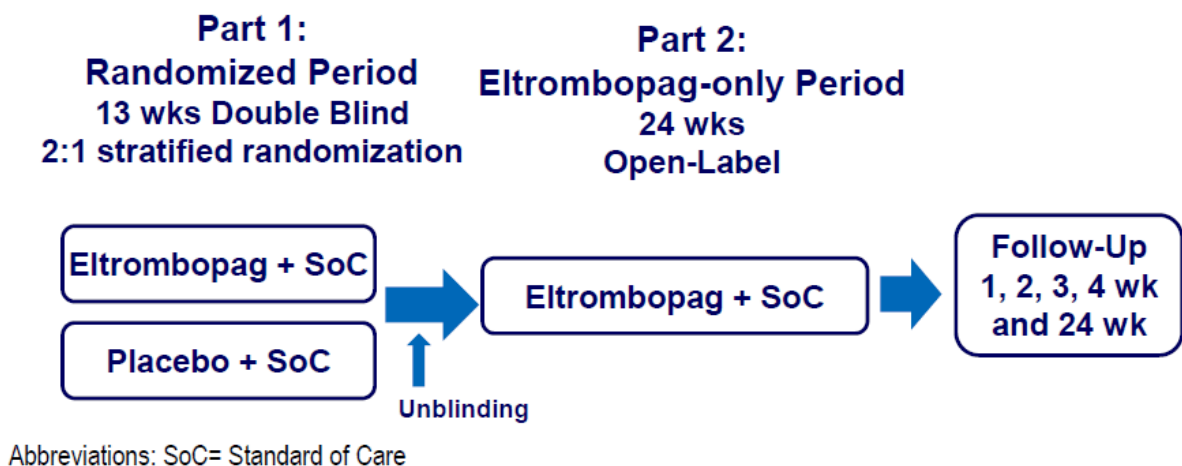 Part 1:
Randomized Period
13 wks Double Blind
2:1 stratified randomization
Part 2:
Eltrombopag-only Period
24 wks
Open-Label
Eltrombopag + SoC
Placebo + SoC
Unblinding
Eltrombopag + SoC
Follow-Up
1, 2, 3, 4 wk
and 24 wk
Abbreviations: SoC= Standard of Care